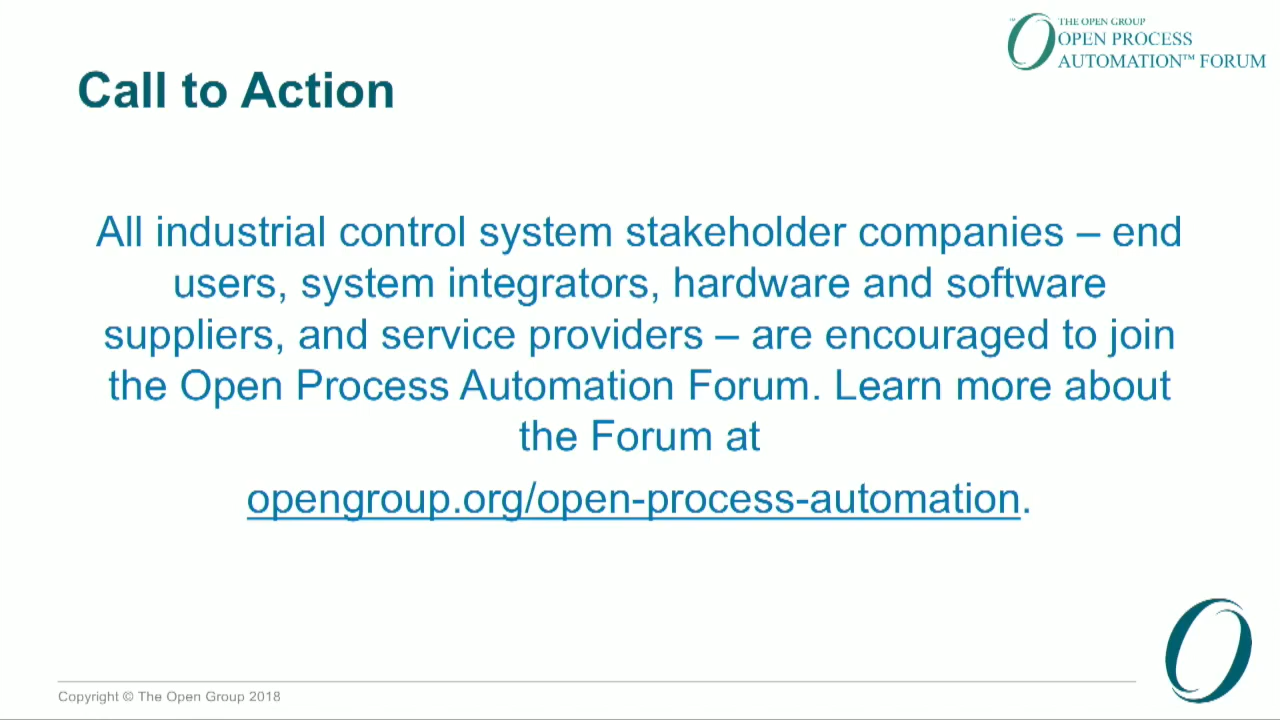 THE OPEN GROUP
OPEN PROCESS
AUTOMATION™ FORUM
Call to Action
All industrial control system stakeholder companies – end
users, system integrators, hardware and software
suppliers, and service providers – are encouraged to join
the Open Process Automation Forum. Learn more about
the Forum at
opengroup.org/open-process-automation.
Copyright © The Open Group 2018